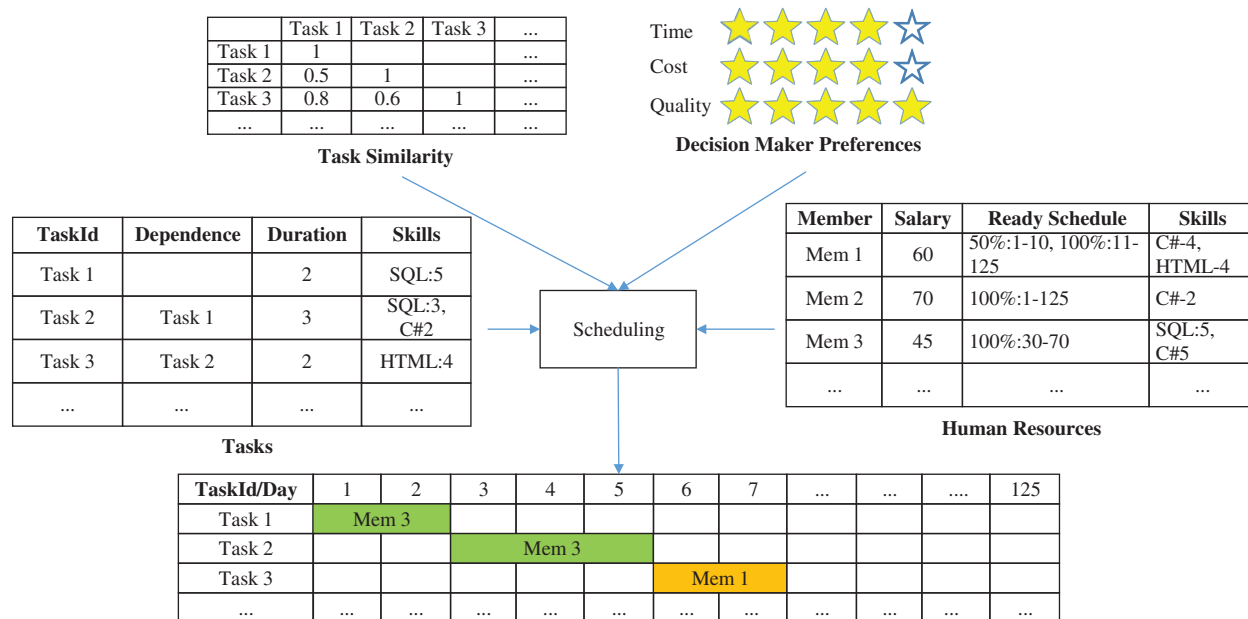 Task 1 Task 2 Task 3 ...
Task 1 1 ...
Task 2 0.5 1 ...
Task 3 0.8 0.6 1 ...
... ... ... ... ...
Task Similarity
Time
Cost
Quality
Decision Maker Preferences
TaskId Dependence Duration Skills
Task 1 2 SQL:5
Task 2 Task 1 3 SQL:3,
C#2
Task 3 Task 2 2 HTML:4
... ... ... ...
Tasks
Scheduling
Member Salary Ready Schedule Skills
Mem 1 60 50%:1-10, 100%:11-
125 C#-4,
HTML-4
Mem 2 70 100%:1-125 C#-2
Mem 3 45 100%:30-70 SQL:5,
C#5
... ... ... ...
Human Resources
TaskId/Day 1 2 3 4 5 6 7 ... ... .... 125
Task 1 Mem 3
Task 2 Mem 3
Task 3 Mem 1
... ... ... ... ... ... ... ... ... ... ... ...